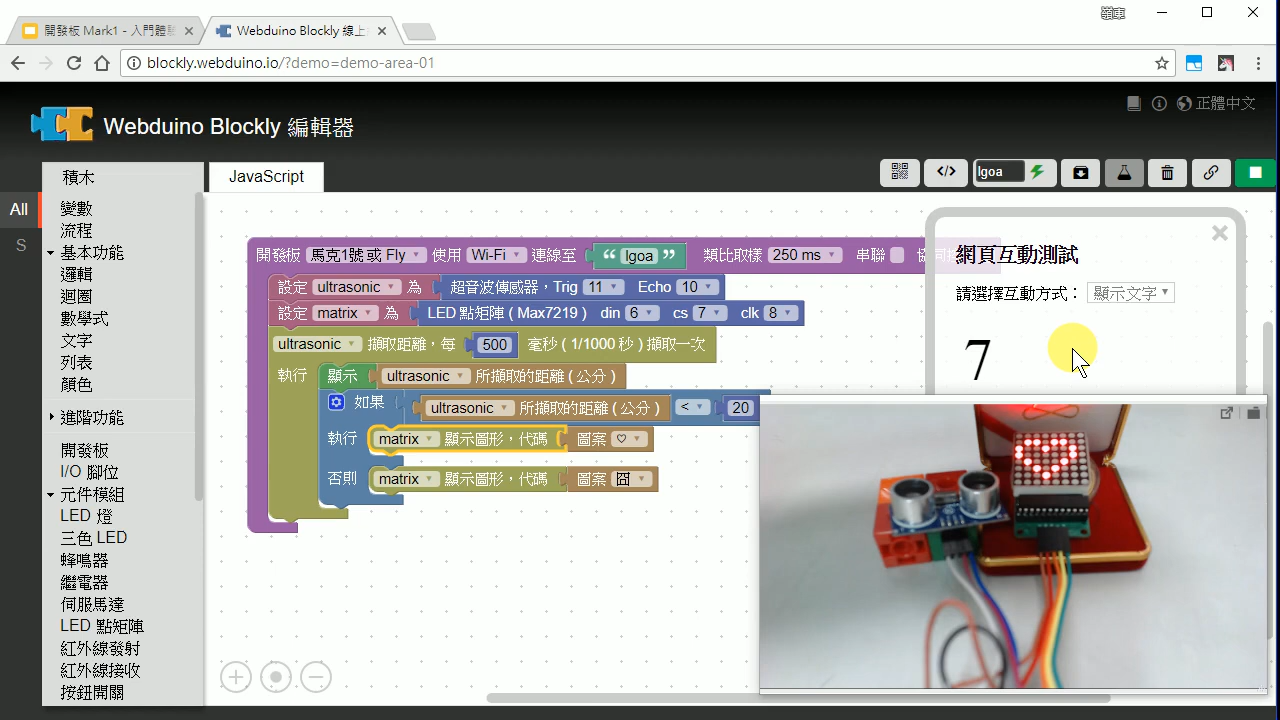 開發板 Mark1 - 入門體驗
Webduino Blockly 線上
blockly.webduino.io/?demo=demo-area-01
正體中文
Webduino Blockly 編輯器
JavaScript
lgoa
All
S
積木
變數
流程
基本功能
邏輯
迴圈
數學式
文字
列表
顏色
進階功能
開發板
I/O 腳位
元件模組
LED 燈
三色 LED
蜂鳴器
繼電器
伺服馬達
LED 點矩陣
紅外線發射
紅外線接收
按鈕開關
開發板 馬克1號 或 Fly 使用 Wi-Fi 連線至 “ lgoa ” 類比取樣 250 ms 串聯
設定 ultrasonic 為 超音波傳感器，Trig 11 Echo 10
設定 matrix 為 LED 點矩陣 ( Max7219 ) din 6 cs 7 clk 8
ultrasonic 擷取距離，每 500 毫秒 ( 1/1000 秒 ) 擷取一次
執行 顯示 ultrasonic 所擷取的距離 ( 公分 )
如果 ultrasonic 所擷取的距離 ( 公分 ) < 20
執行 matrix 顯示圖形，代碼 圖案 ♡
否則 matrix 顯示圖形，代碼 圖案 囧
網頁互動測試
請選擇互動方式： 顯示文字
7